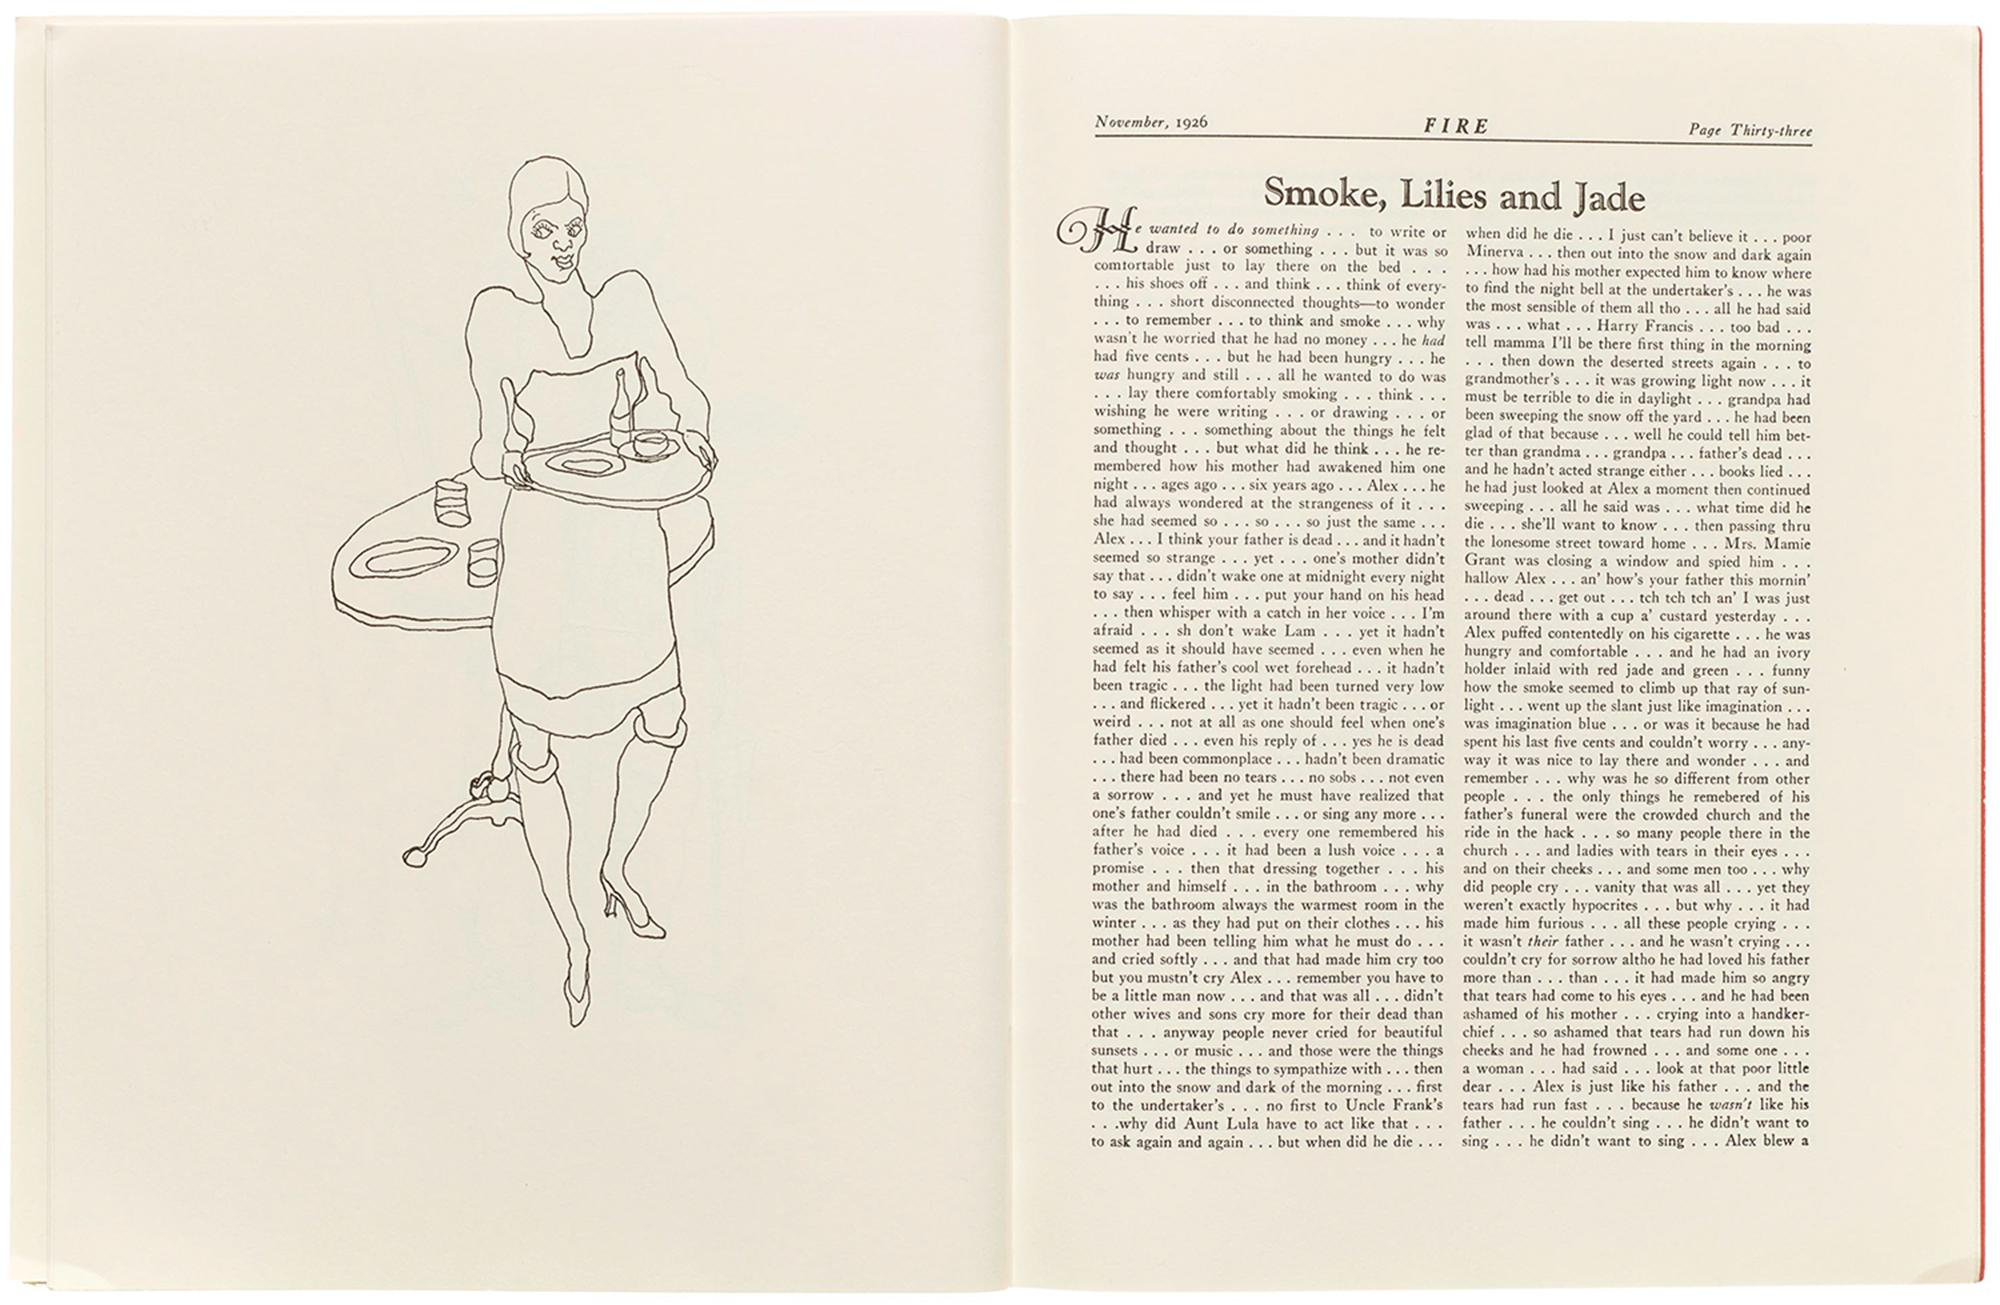 November, 1926 FIRE Page Thirty-three
Smoke, Lilies and Jade
He wanted to do something . . . to write or
draw . . . or something . . . but it was so
comfortable just to lay there on the bed . . .
. . . his shoes off . . . and think . . . think of every-
thing . . . short disconnected thoughts—to wonder
. . . to remember . . . to think and smoke . . . why
wasn't he worried that he had no money . . . he had
had five cents . . . but he had been hungry . . . he
was hungry and still . . . all he wanted to do was
. . . lay there comfortably smoking . . . think . . .
wishing he were writing . . . or drawing . . . or
something . . . something about the things he felt
and thought . . . but what did he think . . . he re-
membered how his mother had awakened him one
night . . . ages ago . . . six years ago . . . Alex . . . he
had always wondered at the strangeness of it . . .
she had seemed so . . . so . . . so just the same . . .
Alex . . . I think your father is dead . . . and it hadn't
seemed so strange . . . yet . . . one's mother didn't
say that . . . didn't wake one at midnight every night
to say . . . feel him . . . put your hand on his head
. . . then whisper with a catch in her voice . . . I'm
afraid . . . sh don't wake Lam . . . yet it hadn't
seemed as it should have seemed . . . even when he
had felt his father's cool wet forehead . . . it hadn't
been tragic . . . the light had been turned very low
. . . and flickered . . . yet it hadn't been tragic . . . or
weird . . . not at all as one should feel when one's
father died . . . even his reply of . . . yes he is dead
. . . had been commonplace . . . hadn't been dramatic
. . . there had been no tears . . . no sobs . . . not even
a sorrow . . . and yet he must have realized that
one's father couldn't smile . . . or sing any more . . .
after he had died . . . every one remembered his
father's voice . . . it had been a lush voice . . . a
promise . . . then that dressing together . . . his
mother and himself . . . in the bathroom . . . why
was the bathroom always the warmest room in the
winter . . . as they had put on their clothes . . . his
mother had been telling him what he must do . . .
and cried softly . . . and that had made him cry too
but you mustn't cry Alex . . . remember you have to
be a little man now . . . and that was all . . . didn't
other wives and sons cry more for their dead than
that . . . anyway people never cried for beautiful
sunsets . . . or music . . . and those were the things
that hurt . . . the things to sympathize with . . . then
out into the snow and dark of the morning . . . first
to the undertaker's . . . no first to Uncle Frank's
. . .why did Aunt Lula have to act like that . . .
to ask again and again . . . but when did he die . . .
when did he die . . . I just can't believe it . . . poor
Minerva . . . then out into the snow and dark again
. . . how had his mother expected him to know where
to find the night bell at the undertaker's . . . he was
the most sensible of them all tho . . . all he had said
was . . . what . . . Harry Francis . . . too bad . . .
tell mamma I'll be there first thing in the morning
. . . then down the deserted streets again . . . to
grandmother's . . . it was growing light now . . . it
must be terrible to die in daylight . . . grandpa had
been sweeping the snow off the yard . . . he had been
glad of that because . . . well he could tell him bet-
ter than grandma . . . grandpa . . . father's dead . . .
and he hadn't acted strange either . . . books lied . . .
he had just looked at Alex a moment then continued
sweeping . . . all he said was . . . what time did he
die . . . she'll want to know . . . then passing thru
the lonesome street toward home . . . Mrs. Mamie
Grant was closing a window and spied him . . .
hallow Alex . . . an' how's your father this mornin'
. . . dead . . . get out . . . tch tch tch an' I was just
around there with a cup a' custard yesterday . . .
Alex puffed contentedly on his cigarette . . . he was
hungry and comfortable . . . and he had an ivory
holder inlaid with red jade and green . . . funny
how the smoke seemed to climb up that ray of sun-
light . . . went up the slant just like imagination . . .
was imagination blue . . . or was it because he had
spent his last five cents and couldn't worry . . . any-
way it was nice to lay there and wonder . . . and
remember . . . why was he so different from other
people . . . the only things he remebered of his
father's funeral were the crowded church and the
ride in the hack . . . so many people there in the
church . . . and ladies with tears in their eyes . . .
and on their cheeks . . . and some men too . . . why
did people cry . . . vanity that was all . . . yet they
weren't exactly hypocrites . . . but why . . . it had
made him furious . . . all these people crying . . .
it wasn't their father . . . and he wasn't crying . . .
couldn't cry for sorrow altho he had loved his father
more than . . . than . . . it had made him so angry
that tears had come to his eyes . . . and he had been
ashamed of his mother . . . crying into a handker-
chief . . . so ashamed that tears had run down his
cheeks and he had frowned . . . and some one . . .
a woman . . . had said . . . look at that poor little
dear . . . Alex is just like his father . . . and the
tears had run fast . . . because he wasn't like his
father . . . he couldn't sing . . . he didn't want to
sing . . . he didn't want to sing . . . Alex blew a